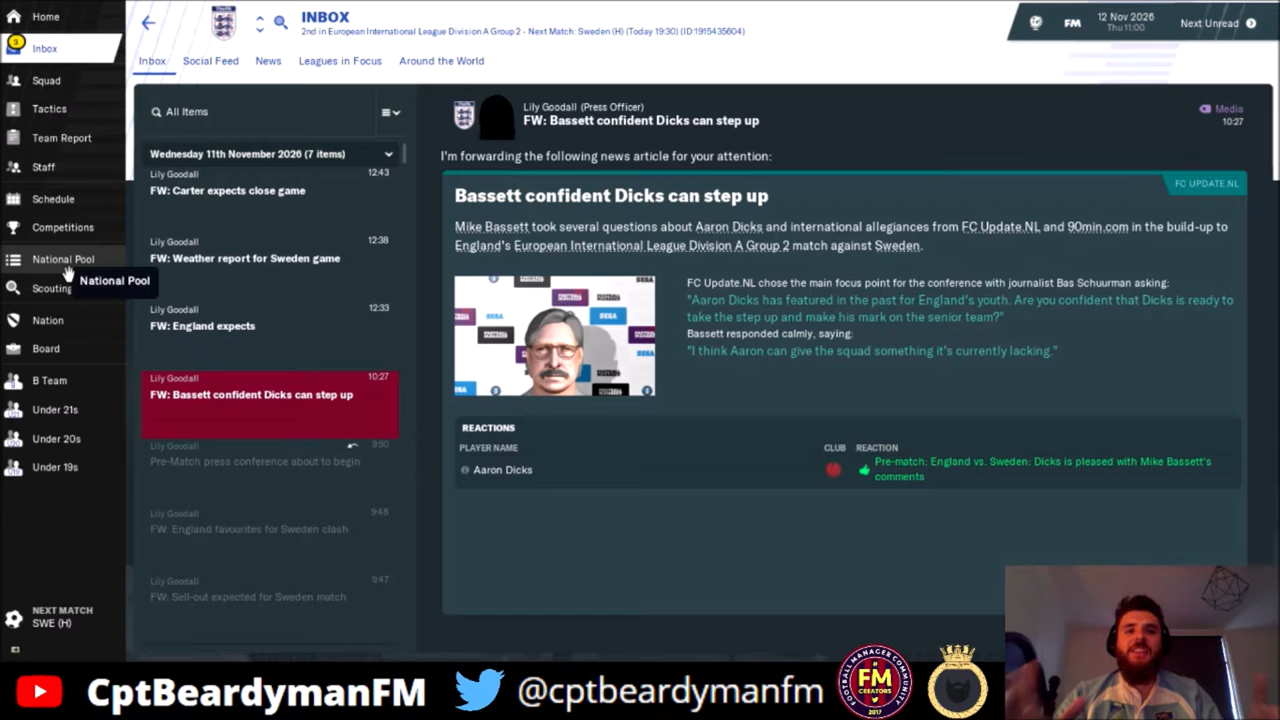 Home
3
Inbox
Squad
Tactics
Team Report
Staff
Schedule
Competitions
National Pool
Scouting
National Pool
Nation
Board
B Team
Under 21s
Under 20s
Under 19s
NEXT MATCH
SWE (H)
INBOX
2nd in European International League Division A Group 2 - Next Match: Sweden (H) (Today 19:30) (ID:1915435604)
FM
12 Nov 2026
Thu 11:00
Next Unread
Inbox
Social Feed
News
Leagues in Focus
Around the World
All Items
Wednesday 11th November 2026 (7 items)
Lily Goodall 12:43
FW: Carter expects close game
Lily Goodall 12:38
FW: Weather report for Sweden game
Lily Goodall 12:33
FW: England expects
Lily Goodall 10:27
FW: Bassett confident Dicks can step up
Lily Goodall 9:50
Pre-Match press conference about to begin
Lily Goodall 9:48
FW: England favourites for Sweden clash
Lily Goodall 9:47
FW: Sell-out expected for Sweden match
Lily Goodall (Press Officer)
FW: Bassett confident Dicks can step up
Media
10:27
I'm forwarding the following news article for your attention:
FC UPDATE.NL
Bassett confident Dicks can step up
Mike Bassett took several questions about Aaron Dicks and international allegiances from FC Update.NL and 90min.com in the build-up to
England's European International League Division A Group 2 match against Sweden.
SEGA
SEGA
SEGA
FC Update.NL chose the main focus point for the conference with journalist Bas Schuurman asking:
"Aaron Dicks has featured in the past for England's youth. Are you confident that Dicks is ready to
take the step up and make his mark on the senior team?"
Bassett responded calmly, saying:
"I think Aaron can give the squad something it's currently lacking."
REACTIONS
PLAYER NAME CLUB REACTION
Aaron Dicks Pre-match: England vs. Sweden: Dicks is pleased with Mike Bassett's
comments
CptBeardymanFM
@cptbeardymanfm
FOOTBALL MANAGER COMMUNITY
#
FM
CREATORS
2017